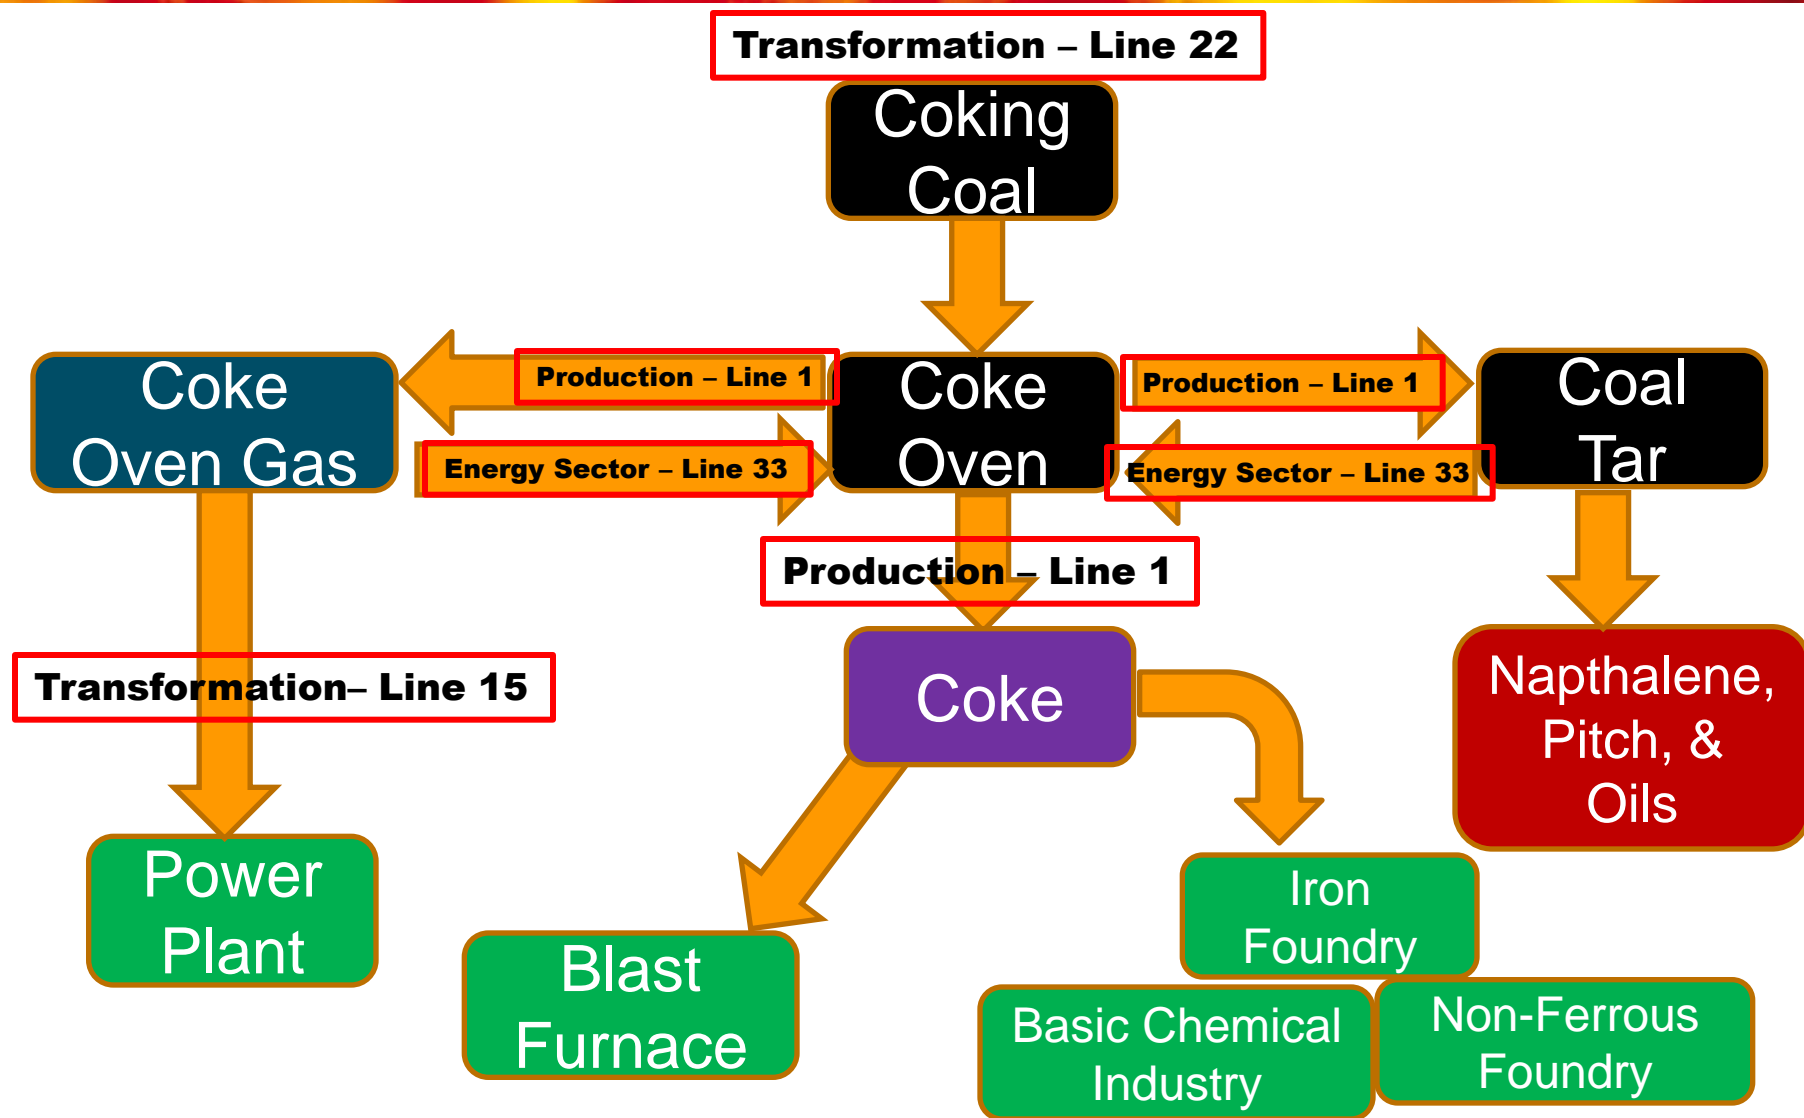 Transformation – Line 22
Coking
Coal
Coke
Oven Gas
Production – Line 1
Energy Sector – Line 33
Coke
Oven
Production – Line 1
Energy Sector – Line 33
Coal
Tar
Production – Line 1
Transformation– Line 15
Coke
Napthalene,
Pitch, &
Oils
Power
Plant
Blast
Furnace
Iron
Foundry
Basic Chemical
Industry
Non-Ferrous
Foundry